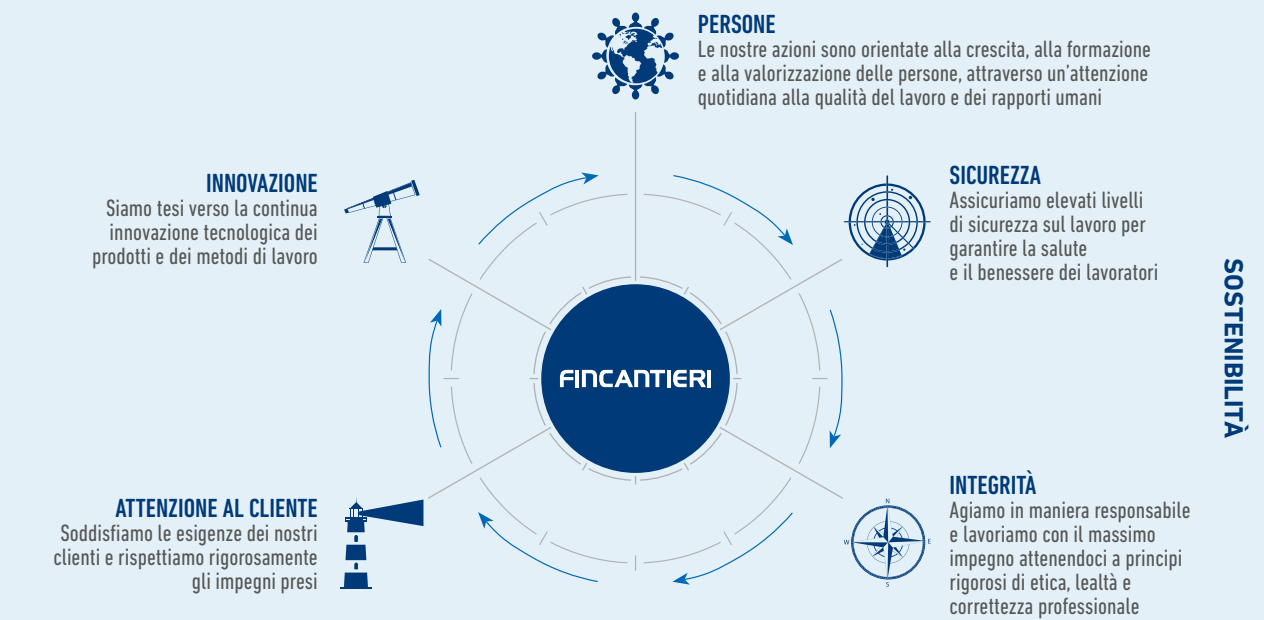 PERSONE
Le nostre azioni sono orientate alla crescita, alla formazione
e alla valorizzazione delle persone, attraverso un'attenzione
quotidiana alla qualità del lavoro e dei rapporti umani
INNOVAZIONE
Siamo tesi verso la continua
innovazione tecnologica dei
prodotti e dei metodi di lavoro
SICUREZZA
Assicuriamo elevati livelli
di sicurezza sul lavoro per
garantire la salute
e il benessere dei lavoratori
SOSTENIBILITÀ
FINCANTIERI
ATTENZIONE AL CLIENTE
Soddisfiamo le esigenze dei nostri
clienti e rispettiamo rigorosamente
gli impegni presi
N
W
E
S
INTEGRITÀ
Agiamo in maniera responsabile
e lavoriamo con il massimo
impegno attenendoci a principi
rigorosi di etica, lealtà e
correttezza professionale